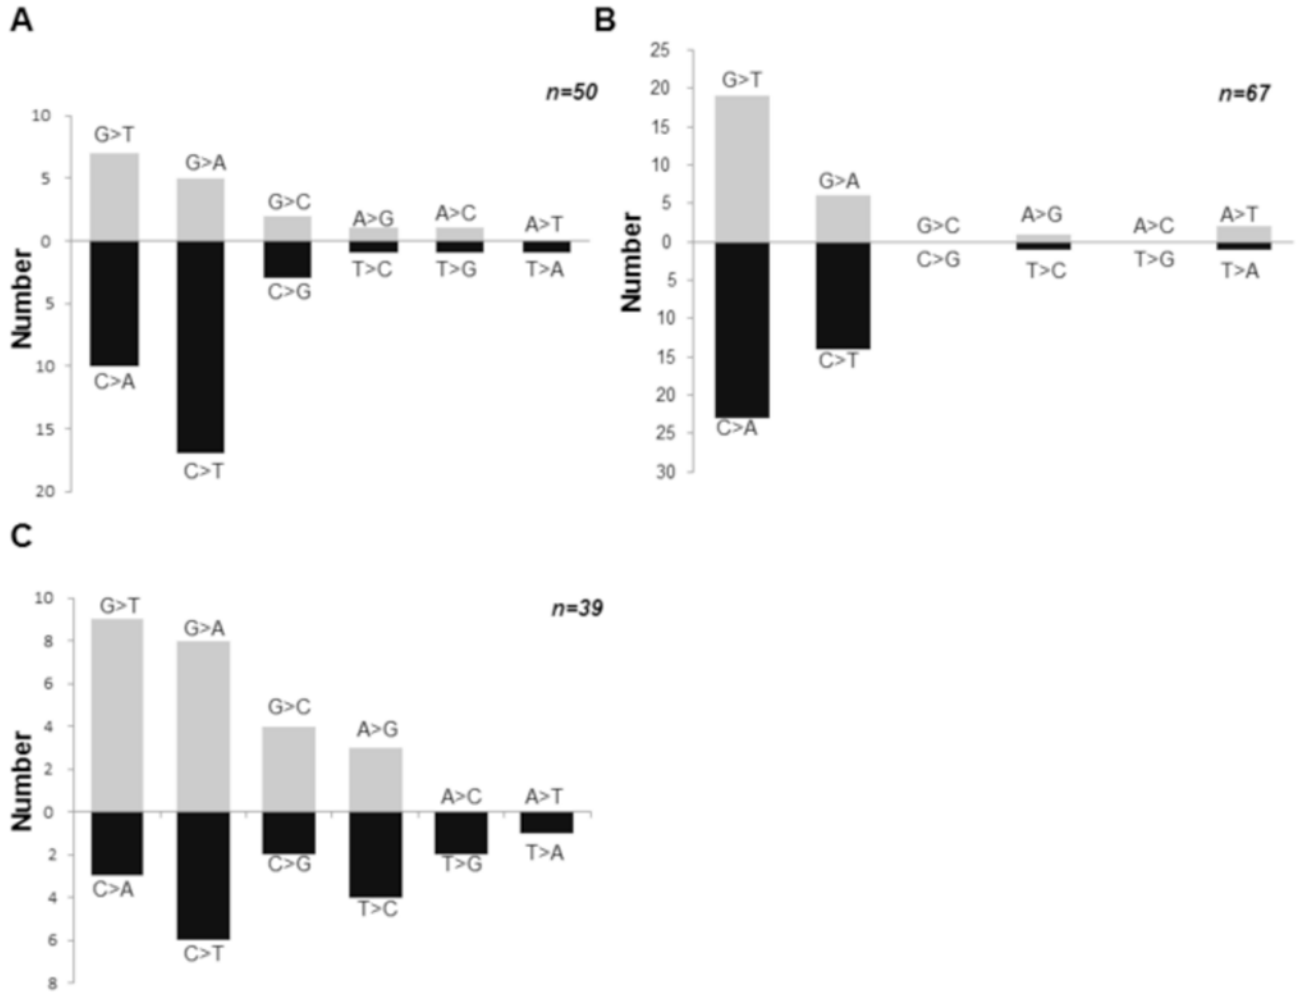 A
n=50
10
5
0
5
10
15
20
Number
G>T
G>A
G>C
A>G
A>C
A>T
C>A
C>T
C>G
T>C
T>G
T>A
B
n=67
25
20
15
10
5
0
5
10
15
20
25
30
Number
G>T
G>A
G>C
A>G
A>C
A>T
C>A
C>T
C>G
T>C
T>G
T>A
C
n=39
10
8
6
4
2
0
2
4
6
8
Number
G>T
G>A
G>C
A>G
A>C
A>T
C>A
C>T
C>G
T>C
T>G
T>A